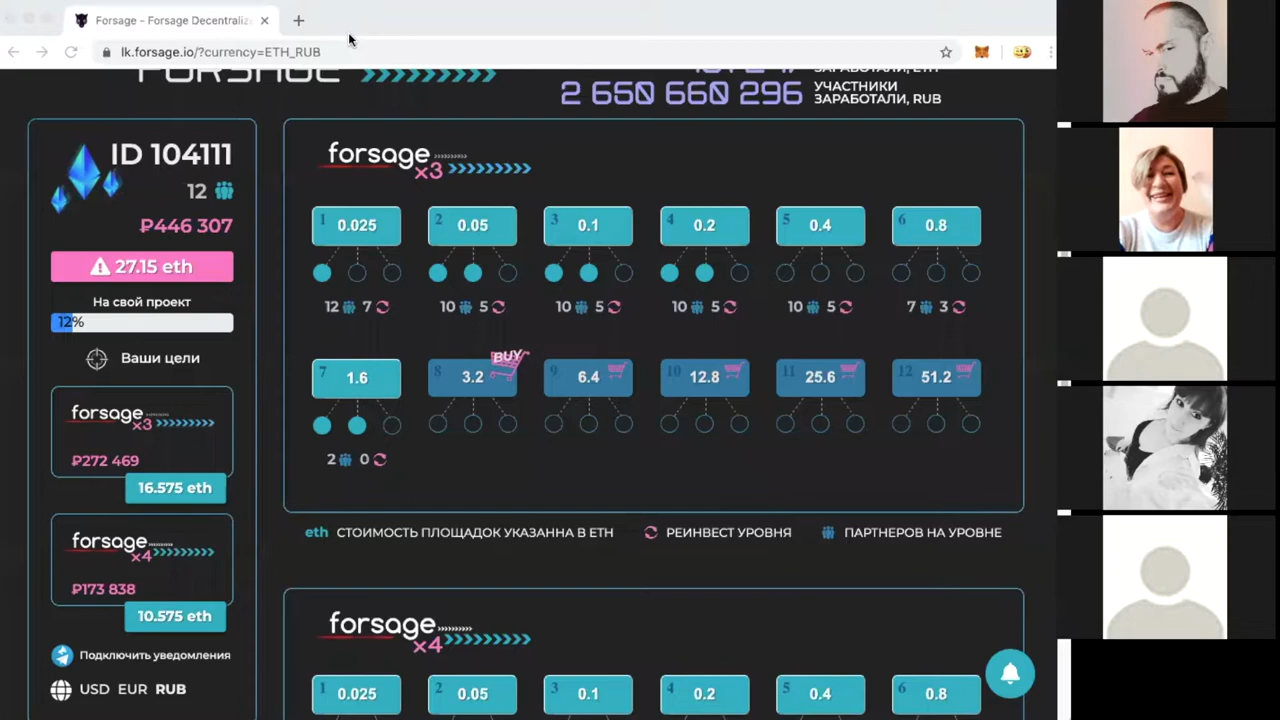 Forsage - Forsage Decentraliz
lk.forsage.io/?currency=ETH_RUB
FORSAGE
ЗАРАБОТАЛИ, ETH
2 660 660 296
УЧАСТНИКИ
ЗАРАБОТАЛИ, RUB
ID 104111
12
₽446 307
27.15 eth
На свой проект
12%
Ваши цели
forsage
x3
₽272 469
16.575 eth
forsage
x4
₽173 838
10.575 eth
Подключить уведомления
USD EUR RUB
forsage
x3
1 0.025 2 0.05 3 0.1 4 0.2 5 0.4 6 0.8
12 7 10 5 10 5 10 5 10 5 7 3
BUY
7 1.6 8 3.2 9 6.4 10 12.8 11 25.6 12 51.2
2 0
eth СТОИМОСТЬ ПЛОЩАДОК УКАЗАННА В ETH РЕИНВЕСТ УРОВНЯ ПАРТНЕРОВ НА УРОВНЕ
forsage
x4
1 0.025 2 0.05 3 0.1 4 0.2 5 0.4 6 0.8